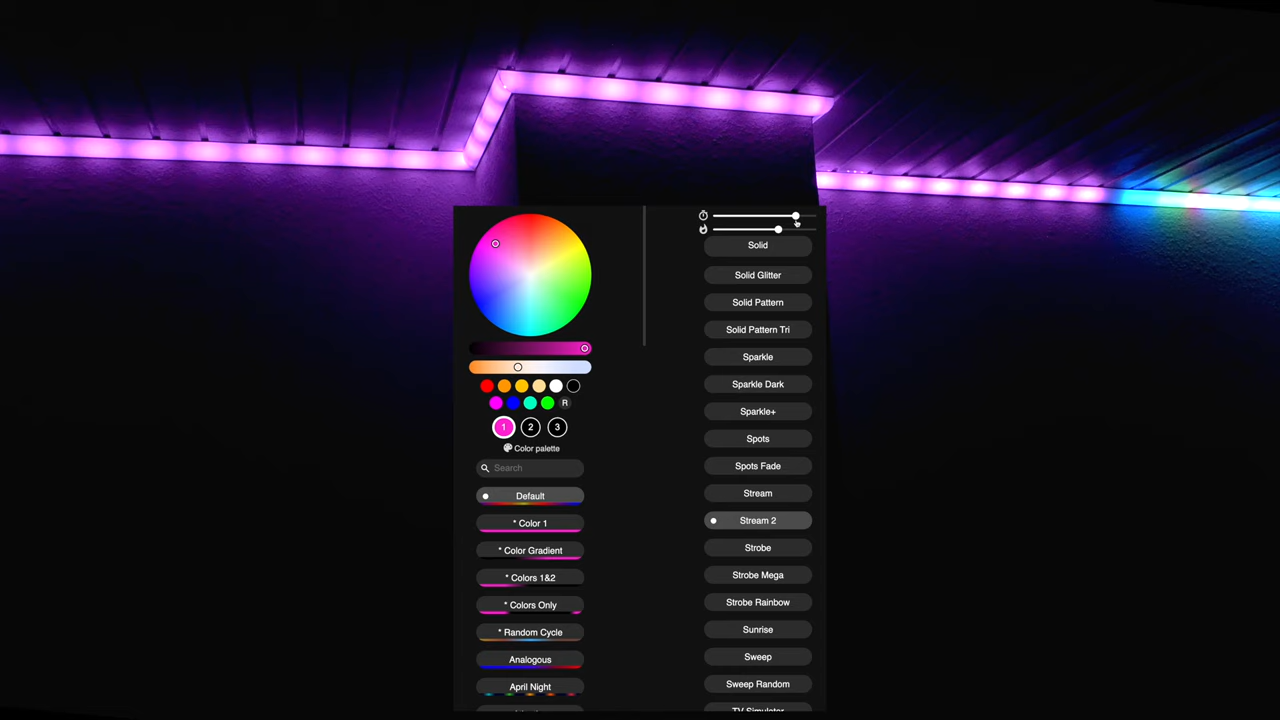 R
1 2 3
Color palette
Search
Default
* Color 1
* Color Gradient
* Colors 1&2
* Colors Only
* Random Cycle
Analogous
April Night
Solid
Solid Glitter
Solid Pattern
Solid Pattern Tri
Sparkle
Sparkle Dark
Sparkle+
Spots
Spots Fade
Stream
Stream 2
Strobe
Strobe Mega
Strobe Rainbow
Sunrise
Sweep
Sweep Random
TV Simulator